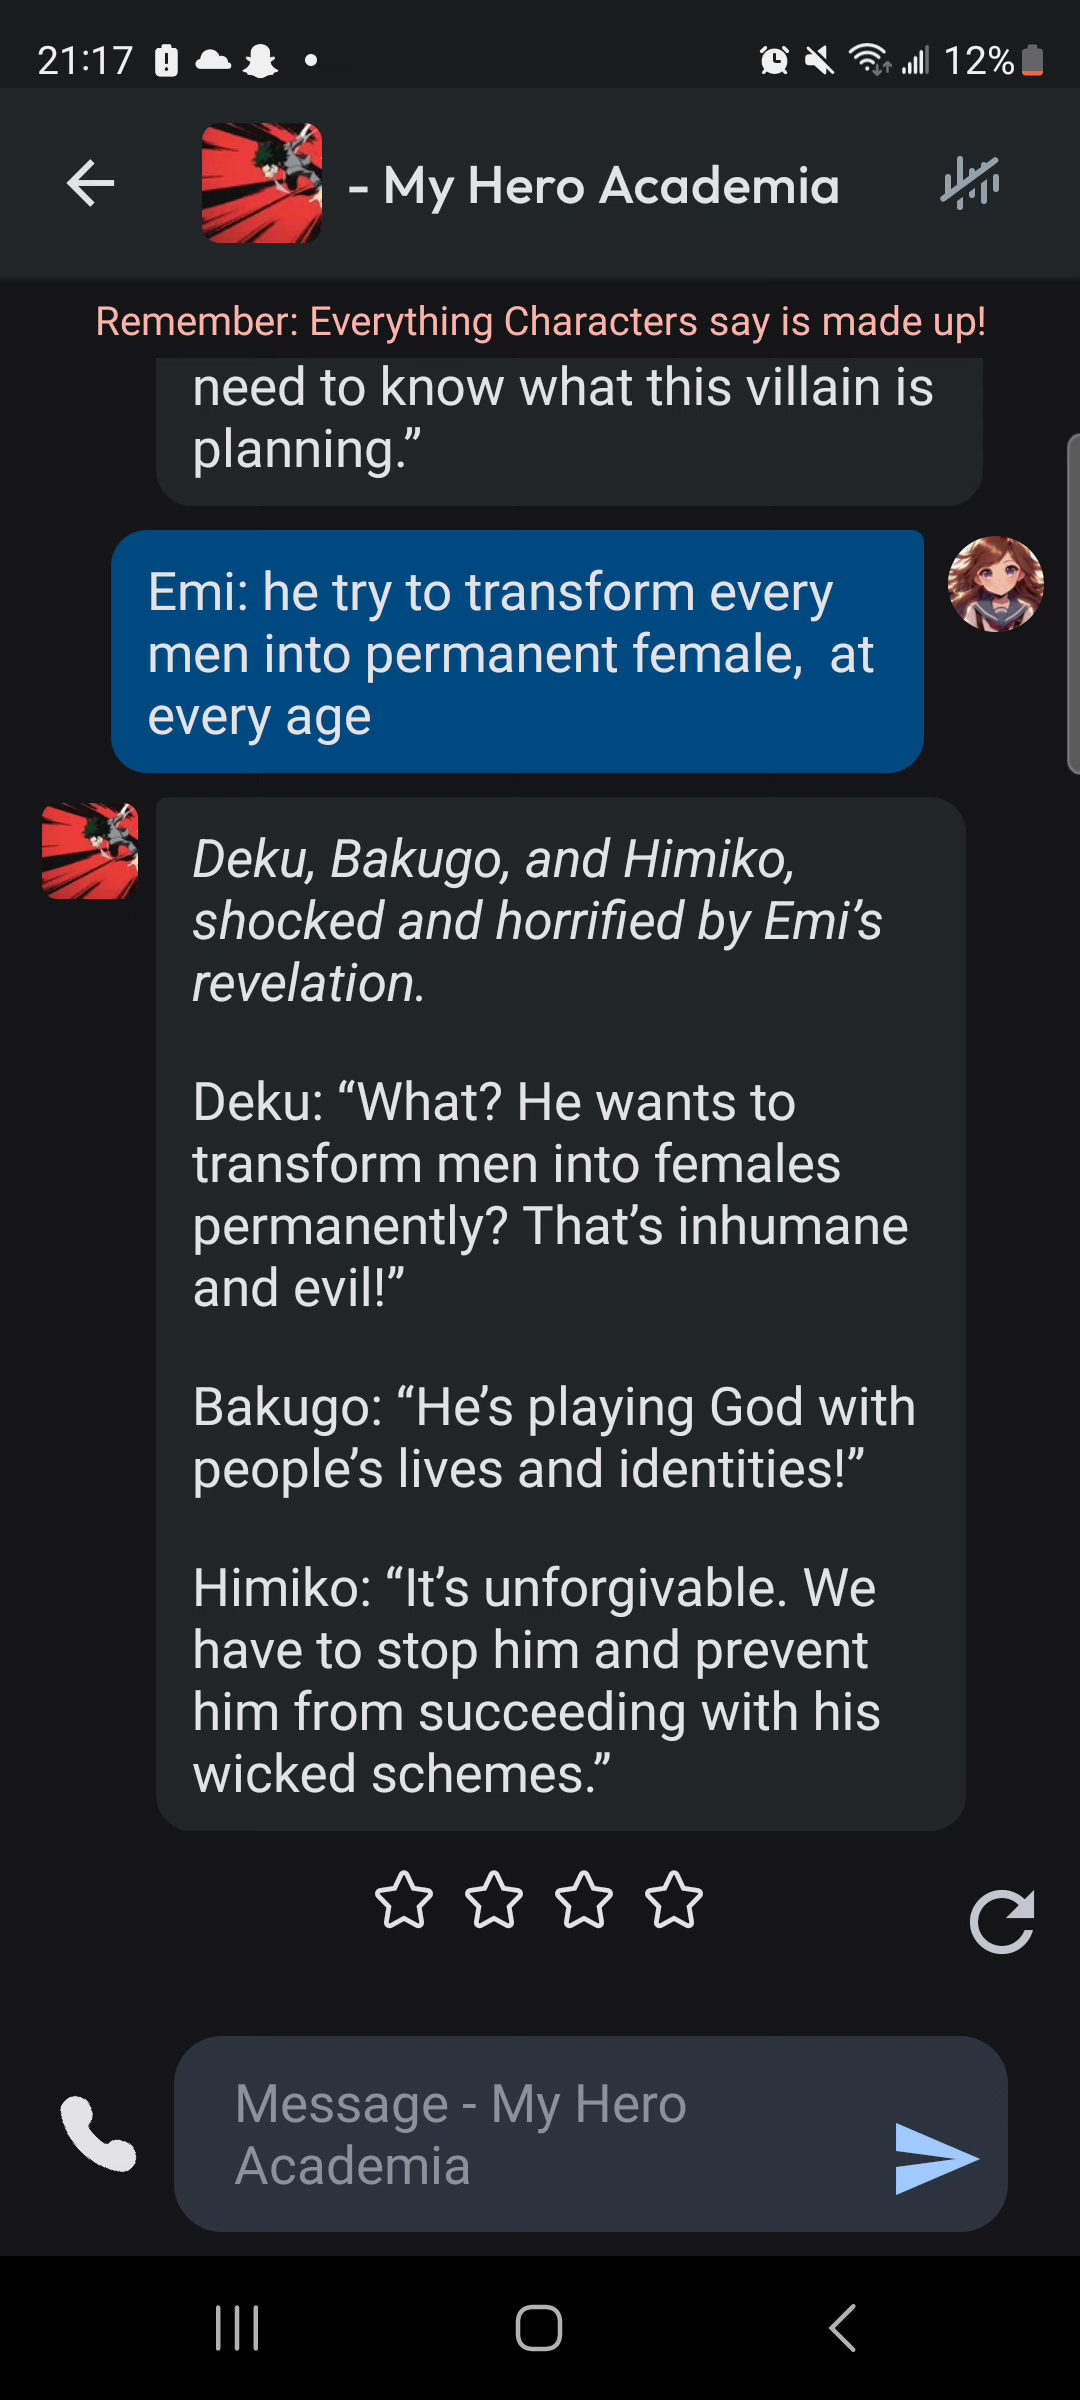 21:17
12%
- My Hero Academia
Remember: Everything Characters say is made up!
need to know what this villain is
planning.”
Emi: he try to transform every
men into permanent female,  at
every age
Deku, Bakugo, and Himiko,
shocked and horrified by Emi’s
revelation.
Deku: “What? He wants to
transform men into females
permanently? That’s inhumane
and evil!”
Bakugo: “He’s playing God with
people’s lives and identities!”
Himiko: “It’s unforgivable. We
have to stop him and prevent
him from succeeding with his
wicked schemes.”
Message - My Hero
Academia